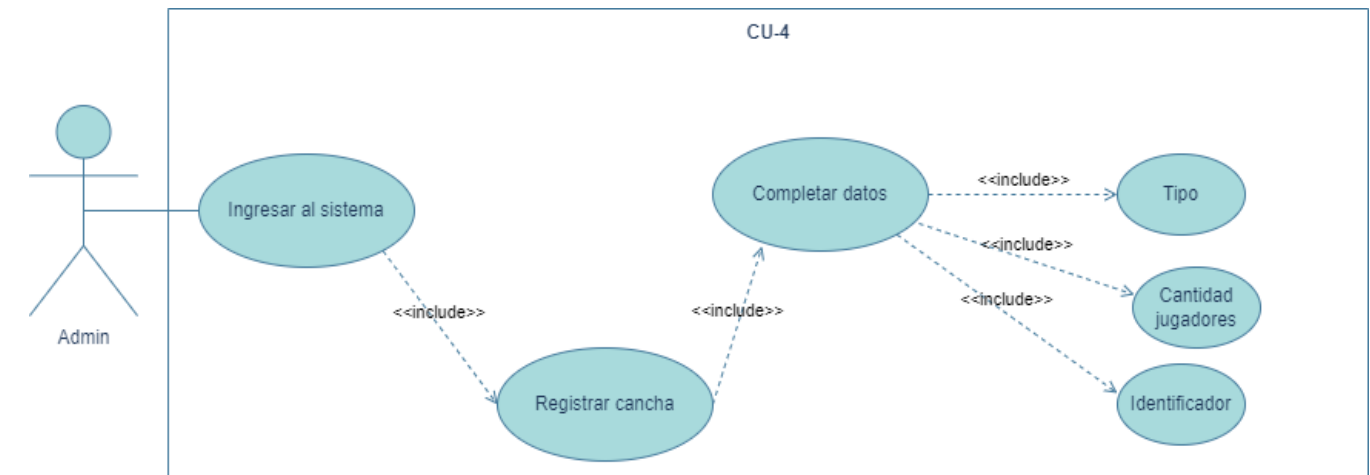 CU-4
Ingresar al sistema
Completar datos
<<include>>
Tipo
<<include>>
Cantidad
jugadores
<<include>>
<<include>>
<<include>>
Admin
Registrar cancha
Identificador